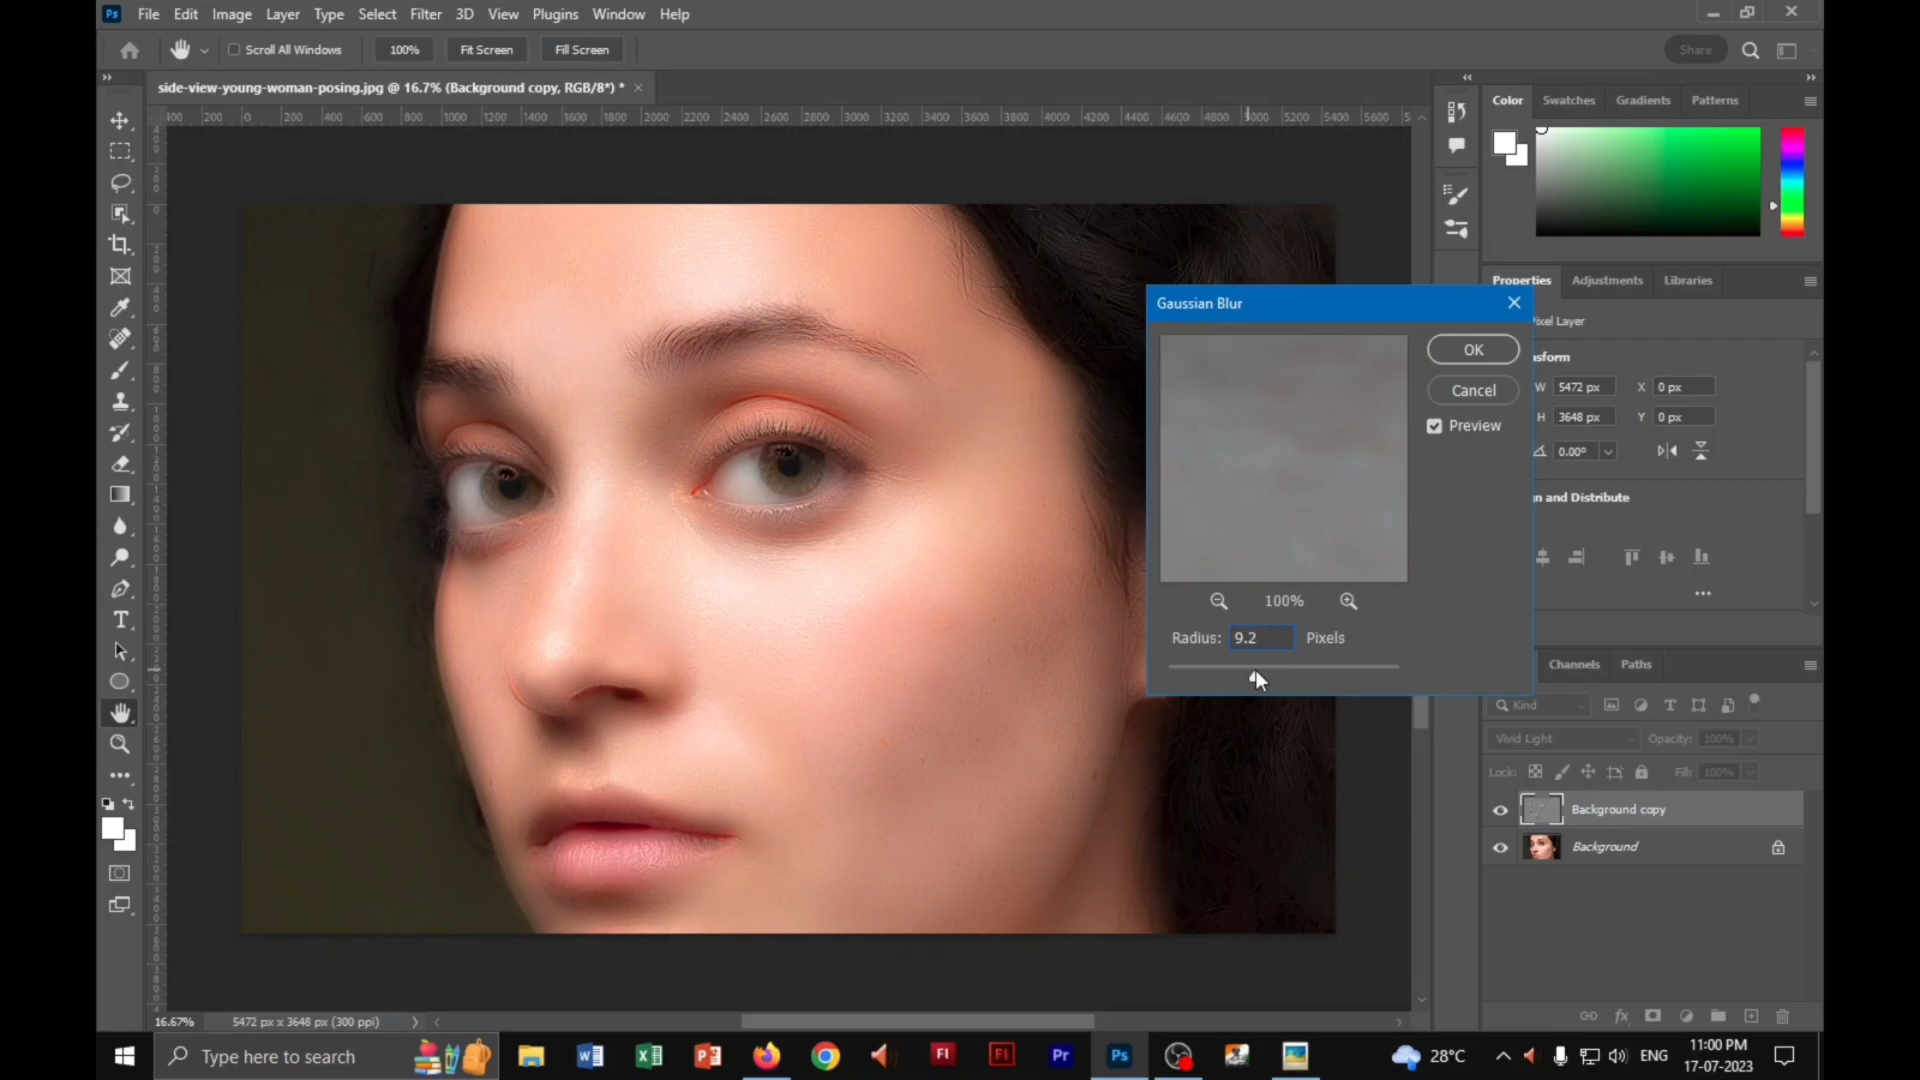 Ps File Edit Image Layer Type Select Filter 3D View Plugins Window Help
Scroll All Windows 100% Fit Screen Fill Screen Share
side-view-young-woman-posing.jpg @ 16.7% (Background copy, RGB/8*) *
200 0 200 400 600 800 1000 1200 1400 1600 1800 2000 2200 2400 2600 2800 3000 3200 3400 3600 3800 4000 4200 4400 4600 4800 5000 5200 5400 5600
Color Swatches Gradients Patterns
Properties Adjustments Libraries
Gaussian Blur
OK
Cancel
Preview
100%
Radius: 9.2 Pixels
ixel Layer
nsform
W 5472 px X 0 px
H 3648 px Y 0 px
0.00°
n and Distribute
Channels Paths
Kind
Vivid Light Opacity: 100%
Lock: Fill: 100%
Background copy
Background
16.67% 5472 px x 3648 px (300 ppi)
Type here to search
Fl Fl Pr Ps
28°C ENG
11:00 PM
17-07-2023